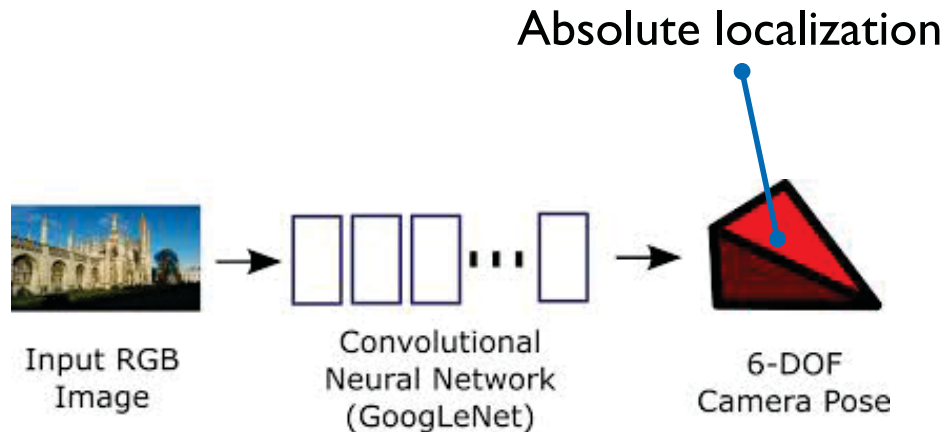 Absolute localization
Input RGB
Image
Convolutional
Neural Network
(GoogLeNet)
6-DOF
Camera Pose